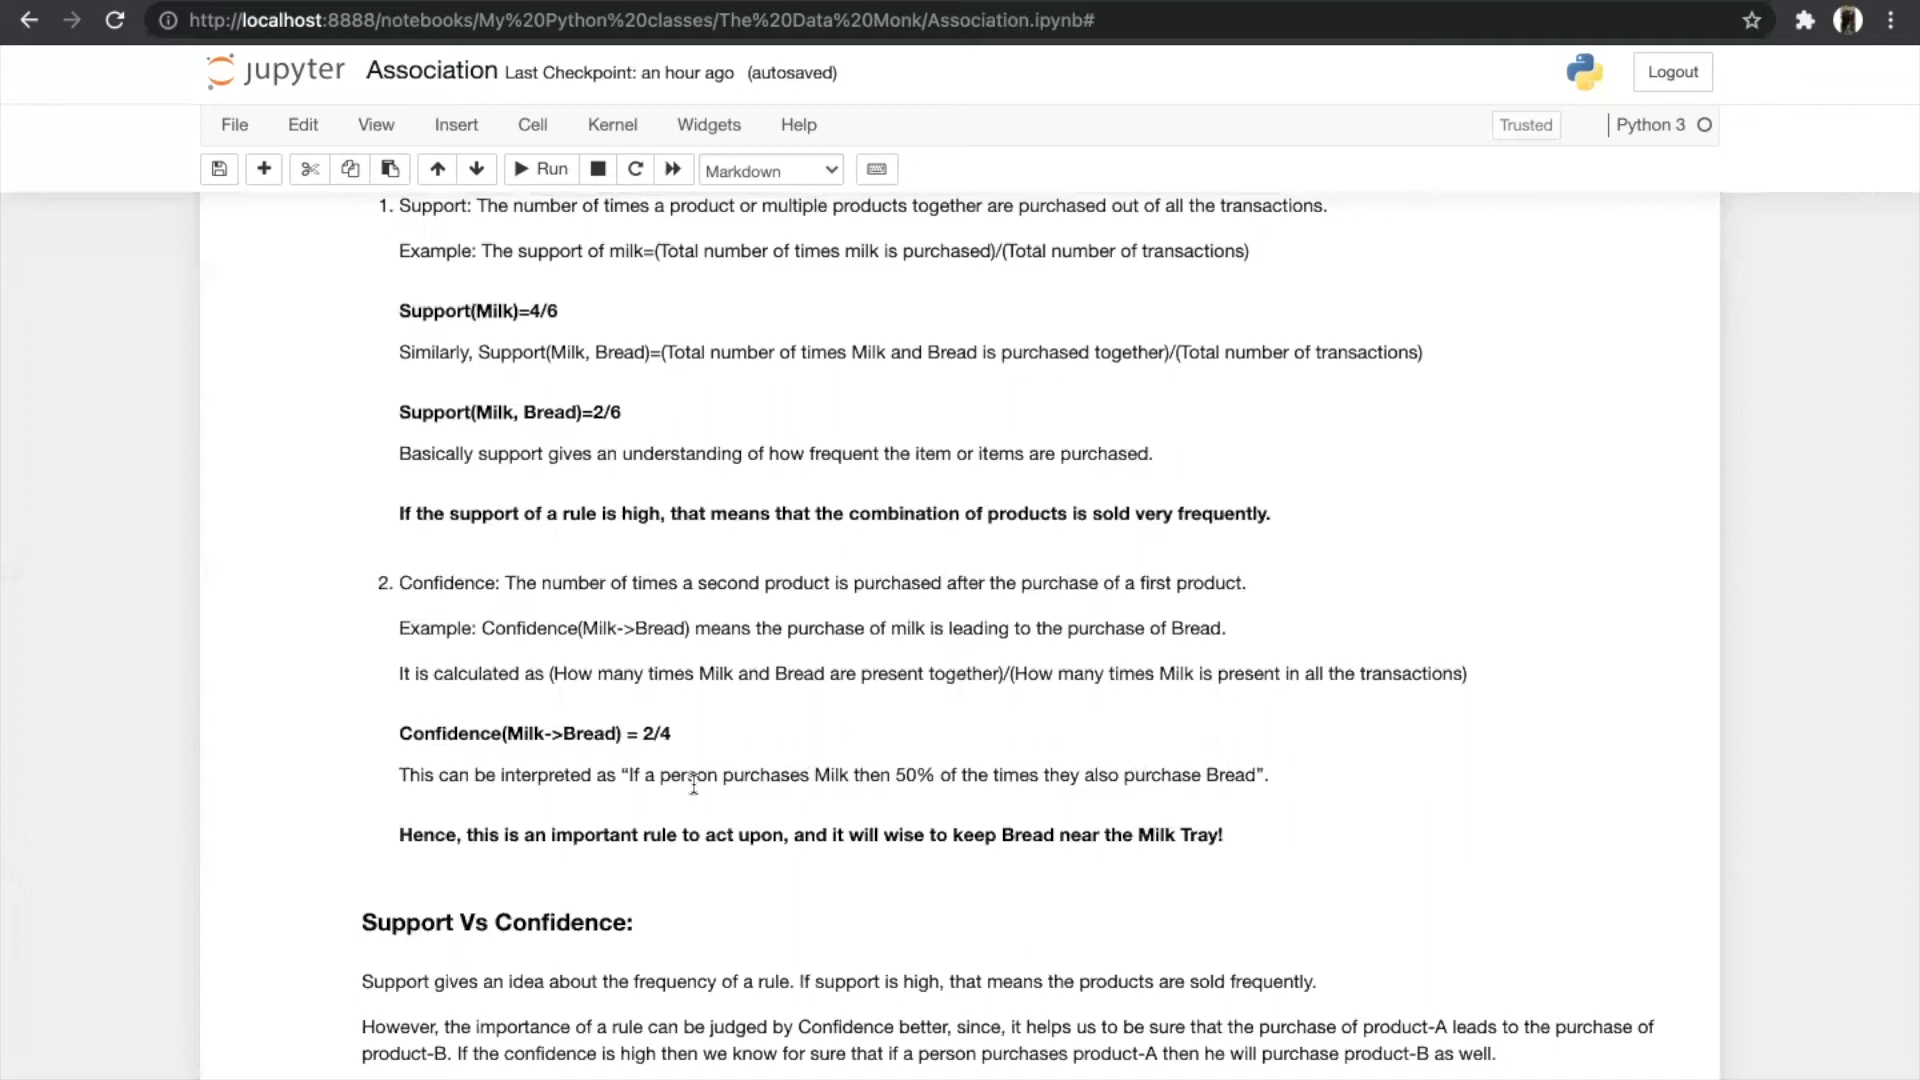 http://localhost:8888/notebooks/My%20Python%20classes/The%20Data%20Monk/Association.ipynb#
jupyter Association Last Checkpoint: an hour ago (autosaved) Logout
File Edit View Insert Cell Kernel Widgets Help Trusted Python 3
Run Markdown
1. Support: The number of times a product or multiple products together are purchased out of all the transactions.
Example: The support of milk=(Total number of times milk is purchased)/(Total number of transactions)
Support(Milk)=4/6
Similarly, Support(Milk, Bread)=(Total number of times Milk and Bread is purchased together)/(Total number of transactions)
Support(Milk, Bread)=2/6
Basically support gives an understanding of how frequent the item or items are purchased.
If the support of a rule is high, that means that the combination of products is sold very frequently.
2. Confidence: The number of times a second product is purchased after the purchase of a first product.
Example: Confidence(Milk->Bread) means the purchase of milk is leading to the purchase of Bread.
It is calculated as (How many times Milk and Bread are present together)/(How many times Milk is present in all the transactions)
Confidence(Milk->Bread) = 2/4
This can be interpreted as “If a person purchases Milk then 50% of the times they also purchase Bread”.
Hence, this is an important rule to act upon, and it will wise to keep Bread near the Milk Tray!
Support Vs Confidence:
Support gives an idea about the frequency of a rule. If support is high, that means the products are sold frequently.
However, the importance of a rule can be judged by Confidence better, since, it helps us to be sure that the purchase of product-A leads to the purchase of
product-B. If the confidence is high then we know for sure that if a person purchases product-A then he will purchase product-B as well.